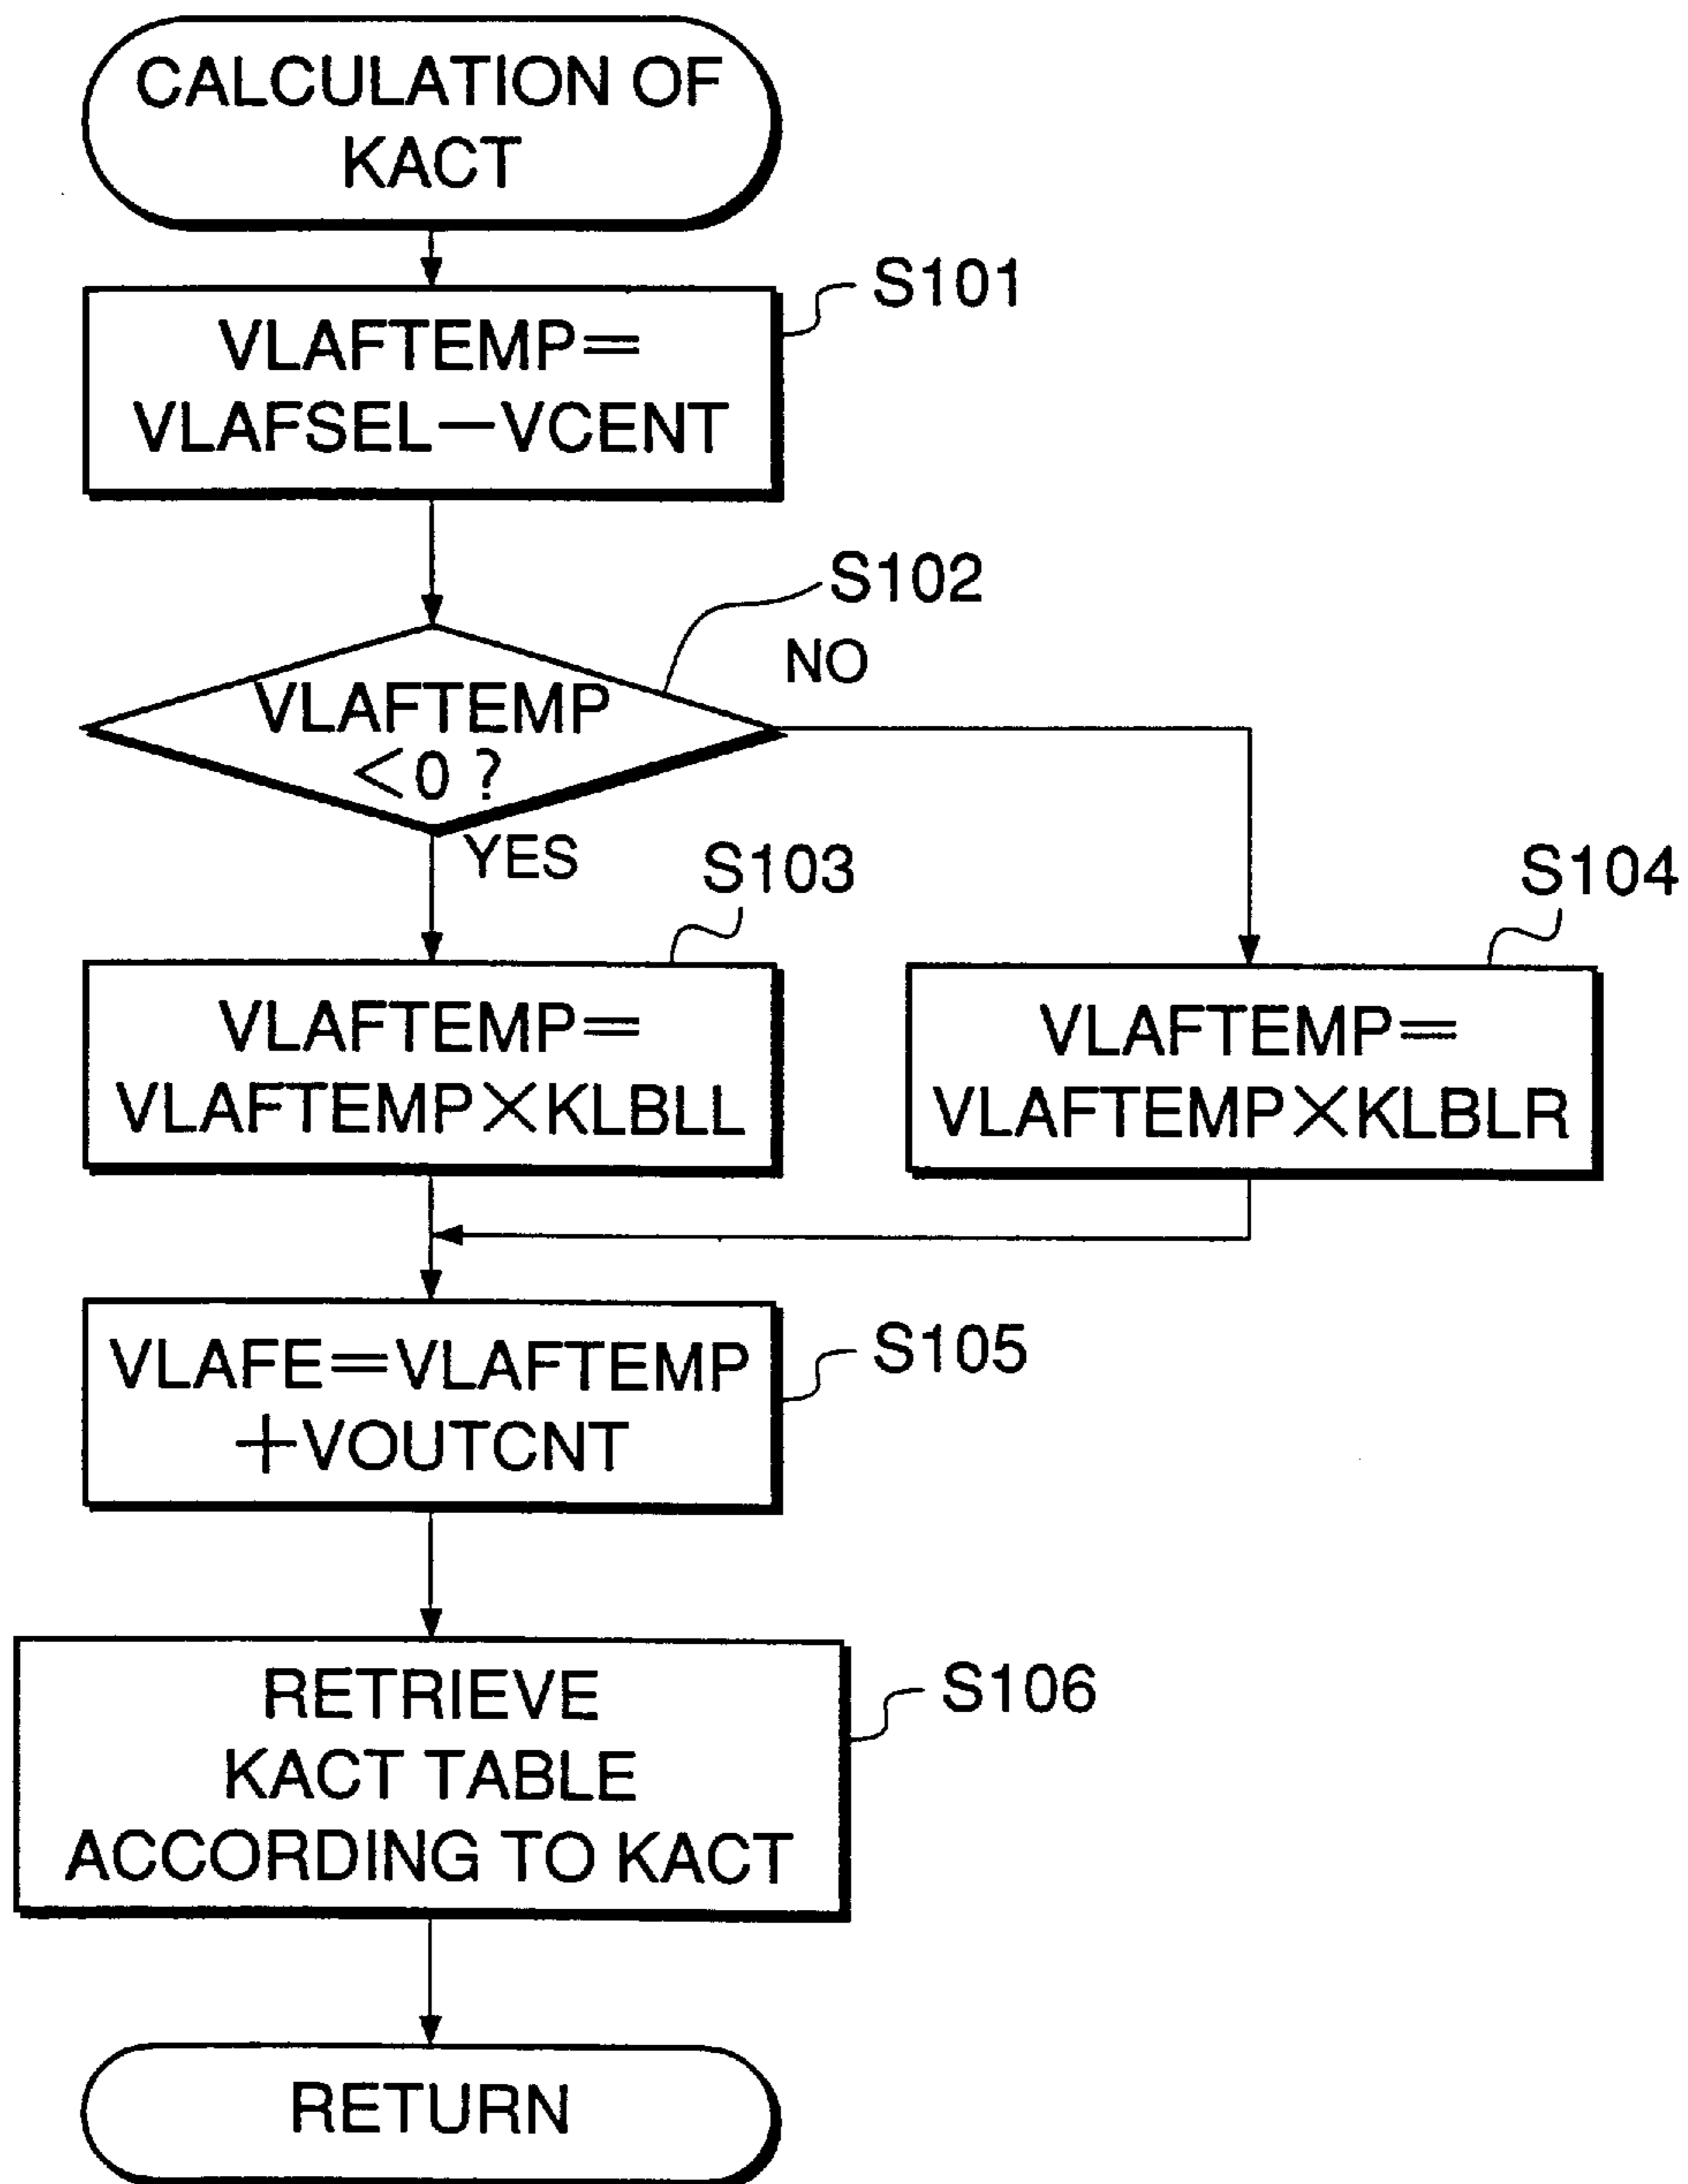 CALCULATION OF
KACT
S101
VLAFTEMP=
VLAFSEL−VCENT
S102
NO
VLAFTEMP
<0 ?
YES
S103
S104
VLAFTEMP=
VLAFTEMP×KLBLL
VLAFTEMP=
VLAFTEMP×KLBLR
S105
VLAFE=VLAFTEMP
+VOUTCNT
S106
RETRIEVE
KACT TABLE
ACCORDING TO KACT
RETURN